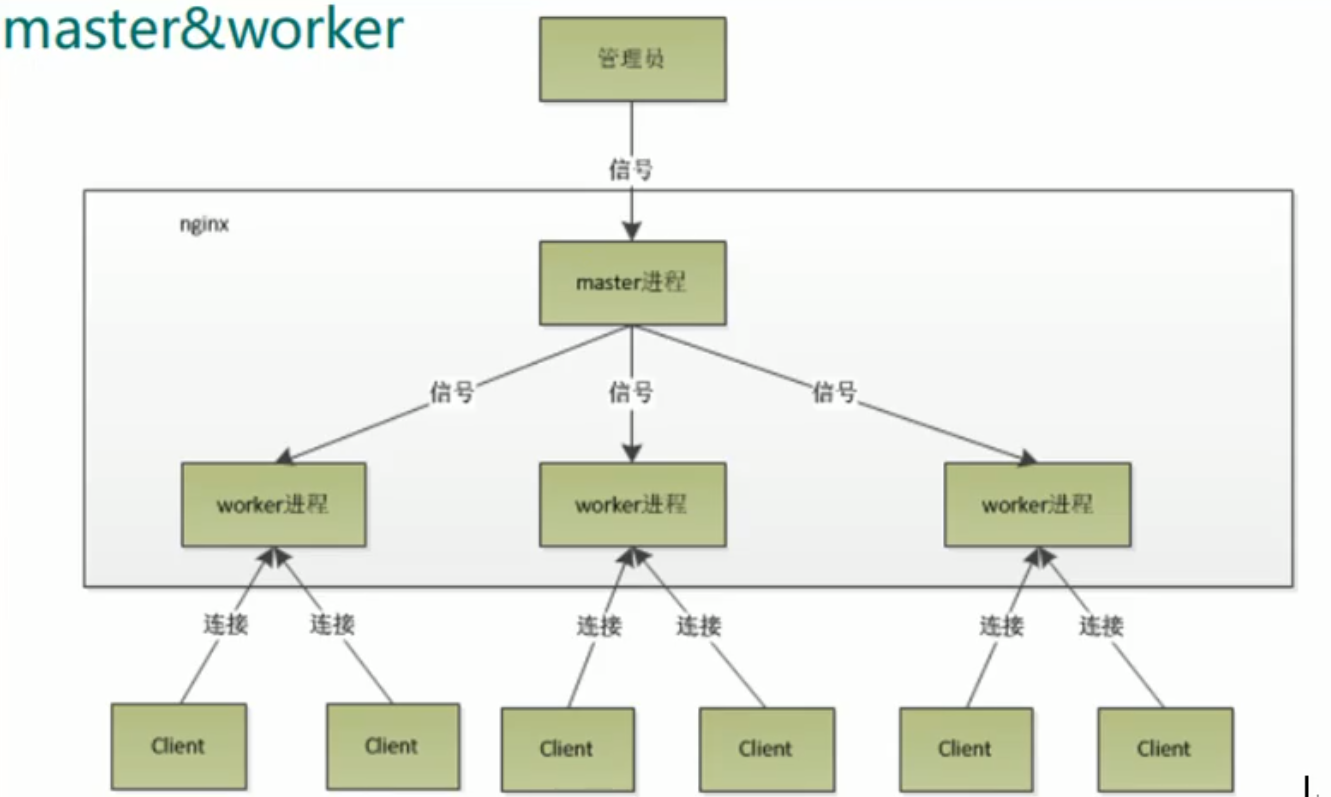 master&worker
管理员
信号
nginx
master进程
信号 信号 信号
worker进程 worker进程 worker进程
连接 连接 连接 连接 连接 连接
Client Client Client Client Client Client